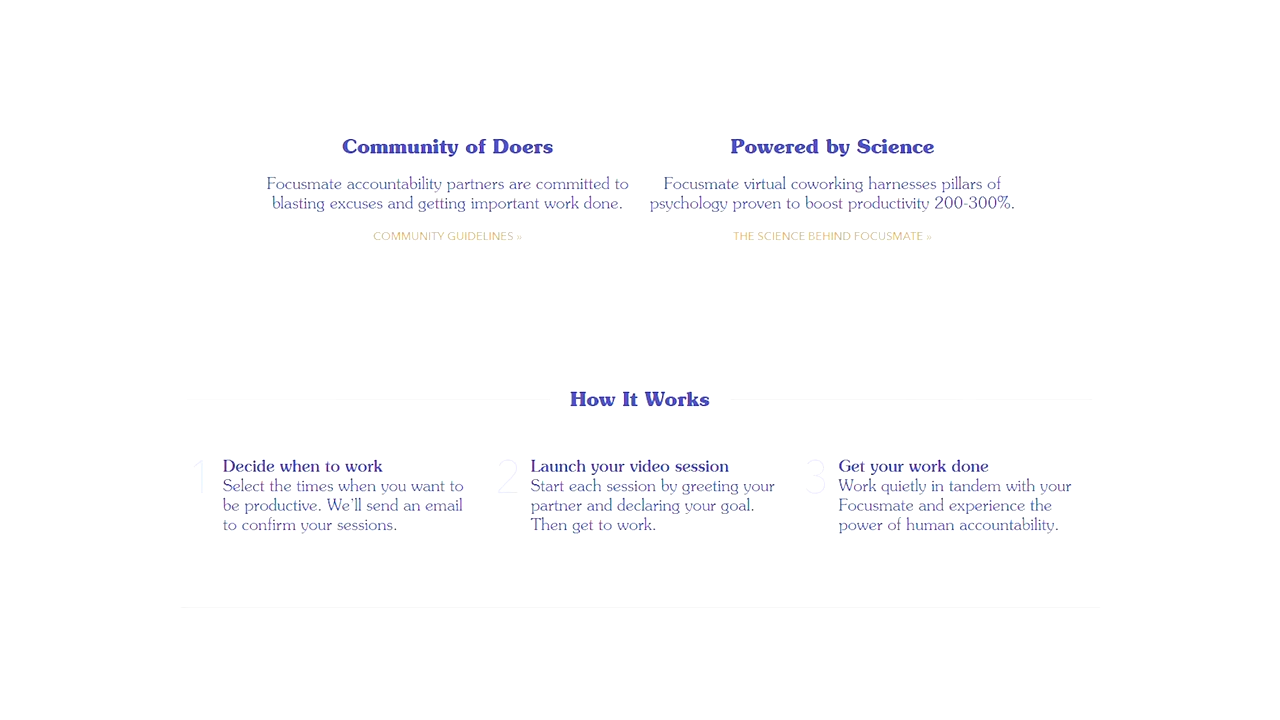 Community of Doers
Focusmate accountability partners are committed to
blasting excuses and getting important work done.
COMMUNITY GUIDELINES »
Powered by Science
Focusmate virtual coworking harnesses pillars of
psychology proven to boost productivity 200-300%.
THE SCIENCE BEHIND FOCUSMATE »
How It Works
1
Decide when to work
Select the times when you want to
be productive. We'll send an email
to confirm your sessions.
2
Launch your video session
Start each session by greeting your
partner and declaring your goal.
Then get to work.
3
Get your work done
Work quietly in tandem with your
Focusmate and experience the
power of human accountability.